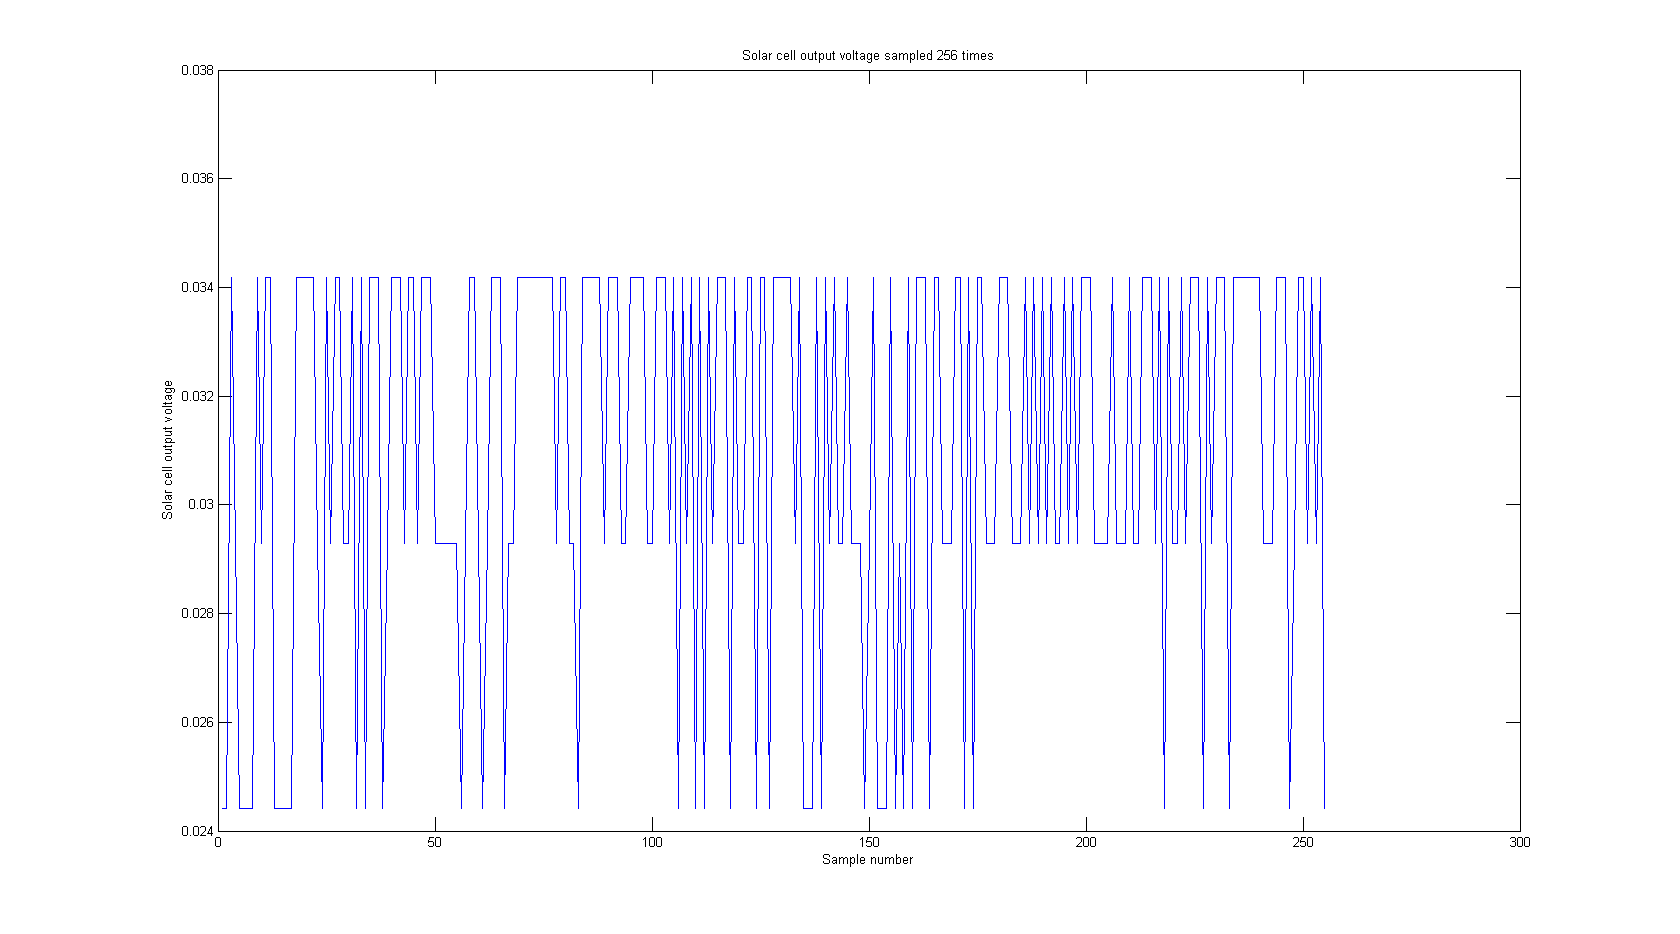 Solar cell output voltage sampled 256 times
0.038
0.036
0.034
0.032
0.03
0.028
0.026
0.024
Solar cell output voltage
0 50 100 150 200 250 300
Sample number